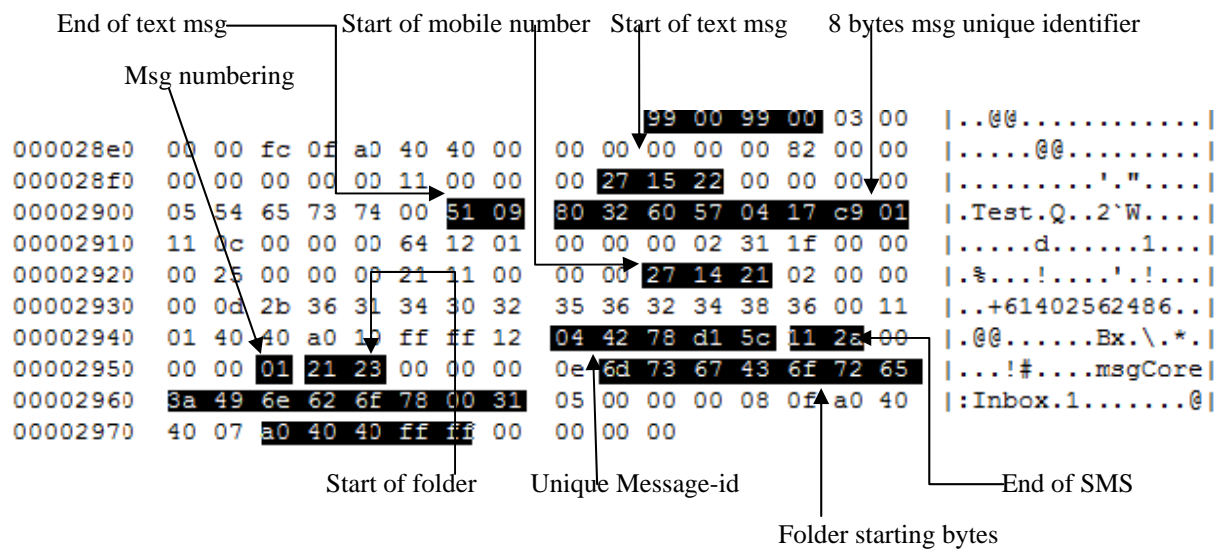 End of text msg Start of mobile number Start of text msg 8 bytes msg unique identifier
Msg numbering
99 00 99 00 03 00 |..@@............|
000028e0 00 00 fc 0f a0 40 40 00 00 00 00 00 00 82 00 00 |.....@@.........|
000028f0 00 00 00 00 00 11 00 00 00 27 15 22 00 00 00 00 |.........'."....|
00002900 05 54 65 73 74 00 51 09 80 32 60 57 04 17 c9 01 |.Test.Q..2`W....|
00002910 11 0c 00 00 00 64 12 01 00 00 00 02 31 1f 00 00 |.....d......1...|
00002920 00 25 00 00 00 21 11 00 00 00 27 14 21 02 00 00 |.%...!....'.!...|
00002930 00 0d 2b 36 31 34 30 32 35 36 32 34 38 36 00 11 |..+61402562486..|
00002940 01 40 40 a0 10 ff ff 12 04 42 78 d1 5c 11 2a 00 |.@@......Bx.\.*.|
00002950 00 00 01 21 23 00 00 00 0e 6d 73 67 43 6f 72 65 |...!#....msgCore|
00002960 3a 49 6e 62 6f 78 00 31 05 00 00 00 08 0f a0 40 |:Inbox.1.......@|
00002970 40 07 a0 40 40 ff ff 00 00 00 00
Start of folder Unique Message-id End of SMS
Folder starting bytes